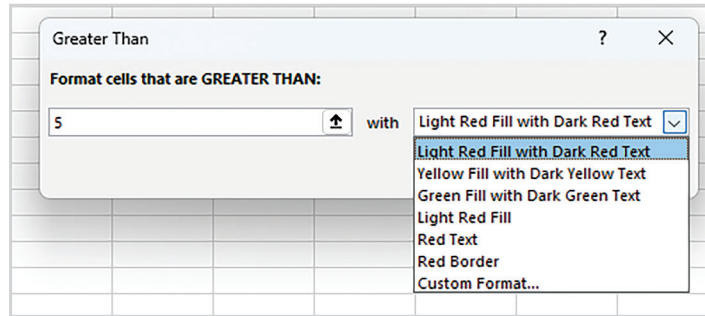 Greater Than ?
Format cells that are GREATER THAN:
5 with Light Red Fill with Dark Red Text
Light Red Fill with Dark Red Text
Yellow Fill with Dark Yellow Text
Green Fill with Dark Green Text
Light Red Fill
Red Text
Red Border
Custom Format...